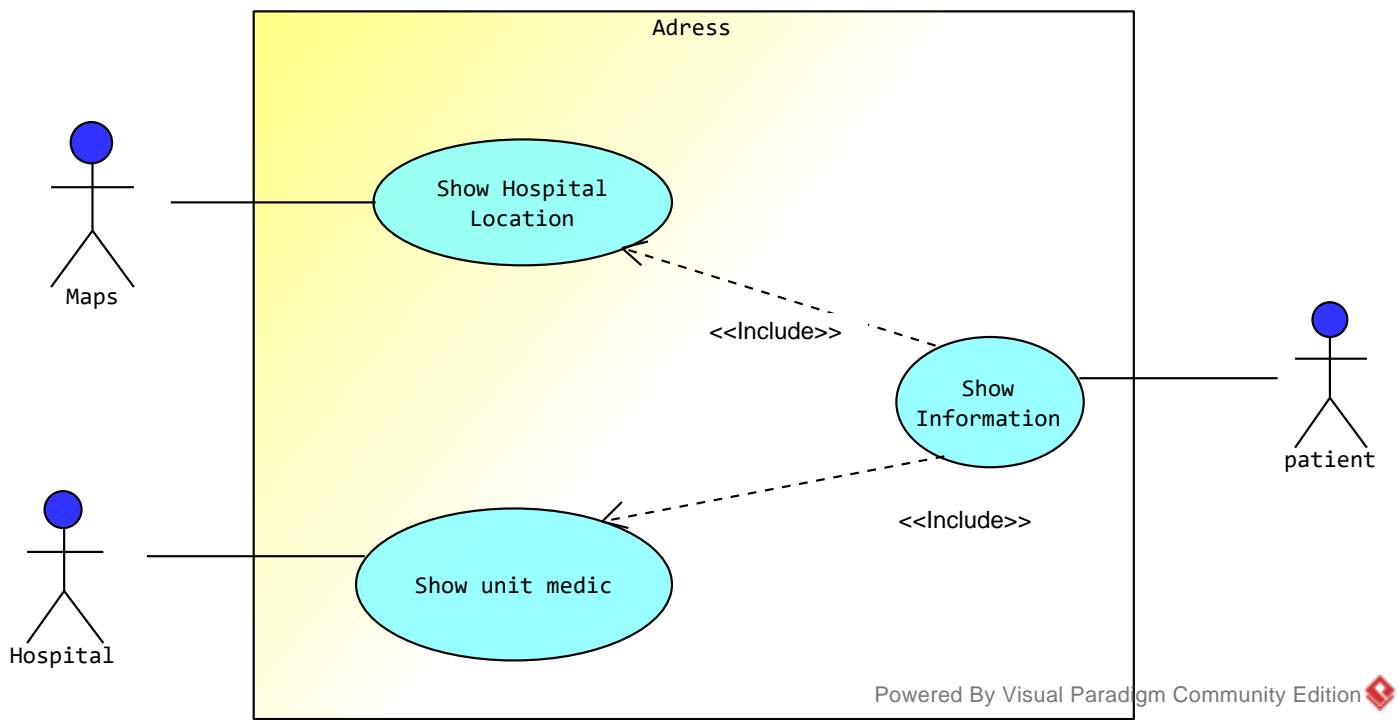 Adress
Show Hospital
Location
Maps
<<Include>>
Show
Information
patient
<<Include>>
Show unit medic
Hospital
Powered By Visual Paradigm Community Edition